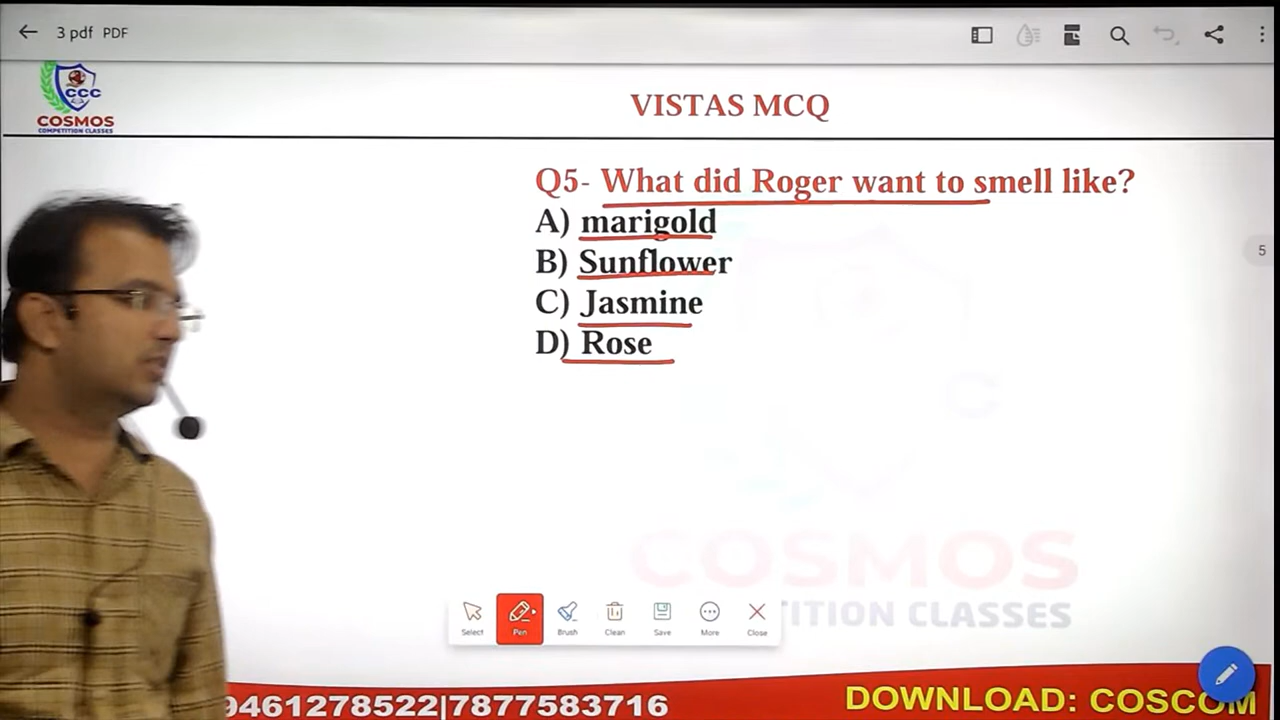 3 pdf PDF
CCC
COSMOS
COMPETITION CLASSES
VISTAS MCQ
Q5- What did Roger want to smell like?
A) marigold
B) Sunflower
C) Jasmine
D) Rose
5
COSMOS
TITION CLASSES
Select Pen Brush Clean Save More Close
9461278522|7877583716
DOWNLOAD: COSCOM